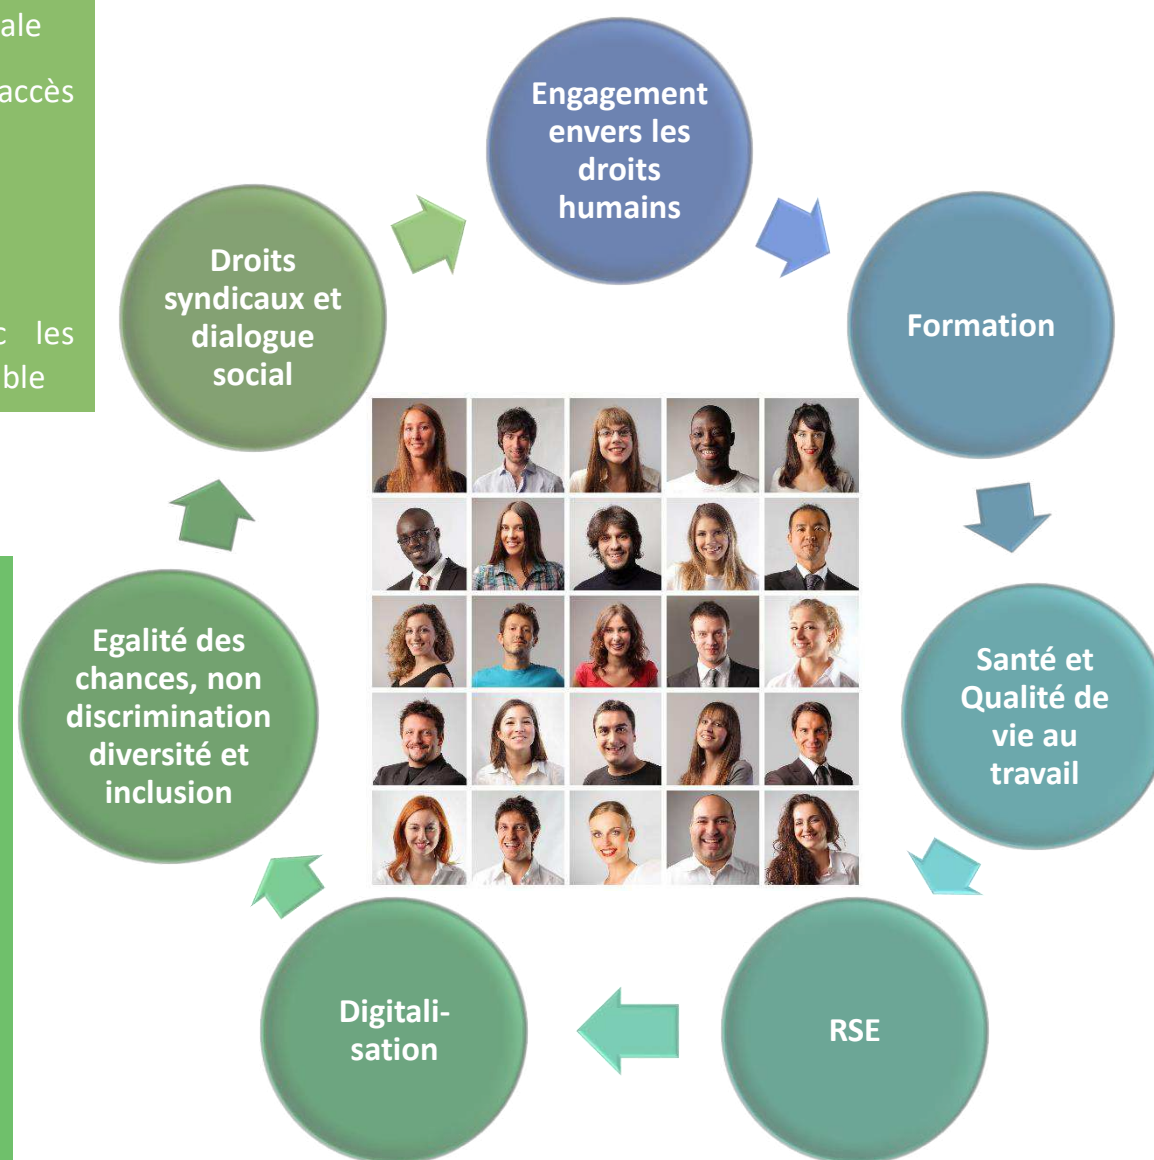 ale
accès
les
Engagement
envers les
droits
humains
Formation
Santé et
Qualité de
vie au
travail
RSE
Digitali-
sation
Egalité des
chances, non
discrimination
diversité et
inclusion
Droits
syndicaux et
dialogue
social